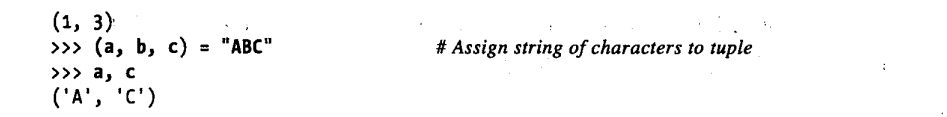 (1, 3)
>>> (a, b, c) = "ABC" # Assign string of characters to tuple
>>> a, c
('A', 'C')